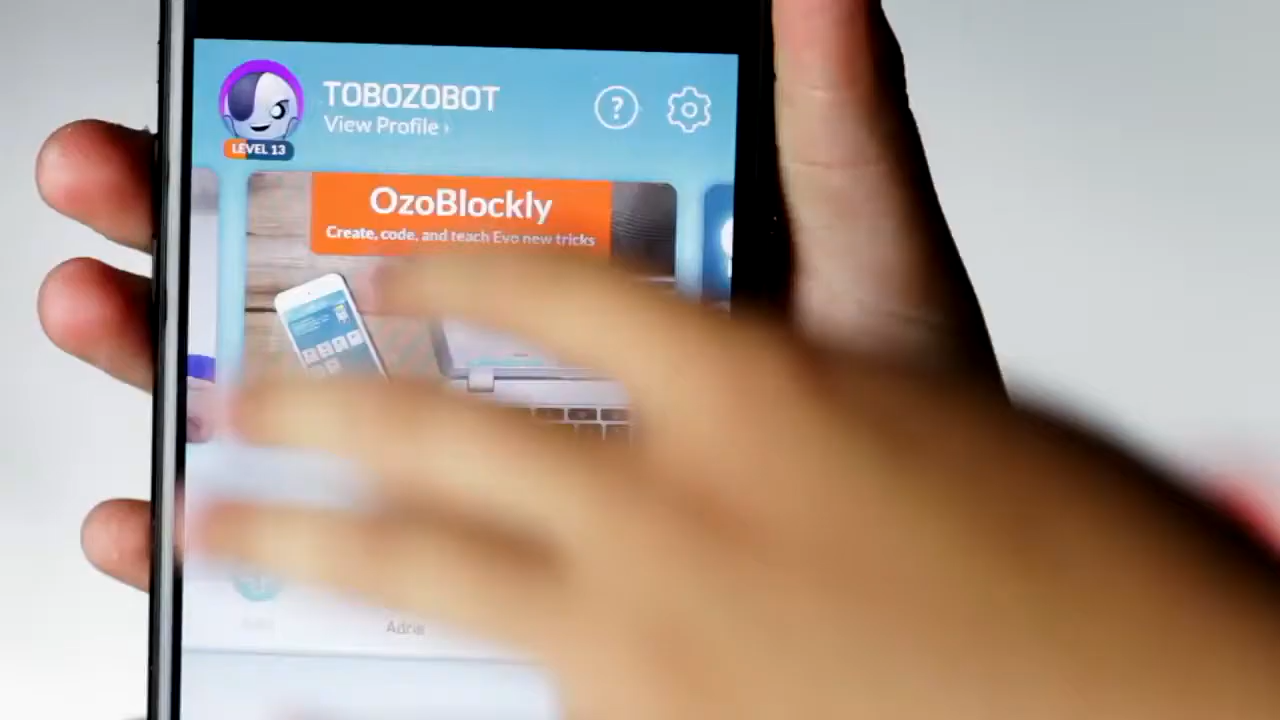 TOBOZOBOT
View Profile ›
?
LEVEL 13
OzoBlockly
Create, code, and teach Evo new tricks